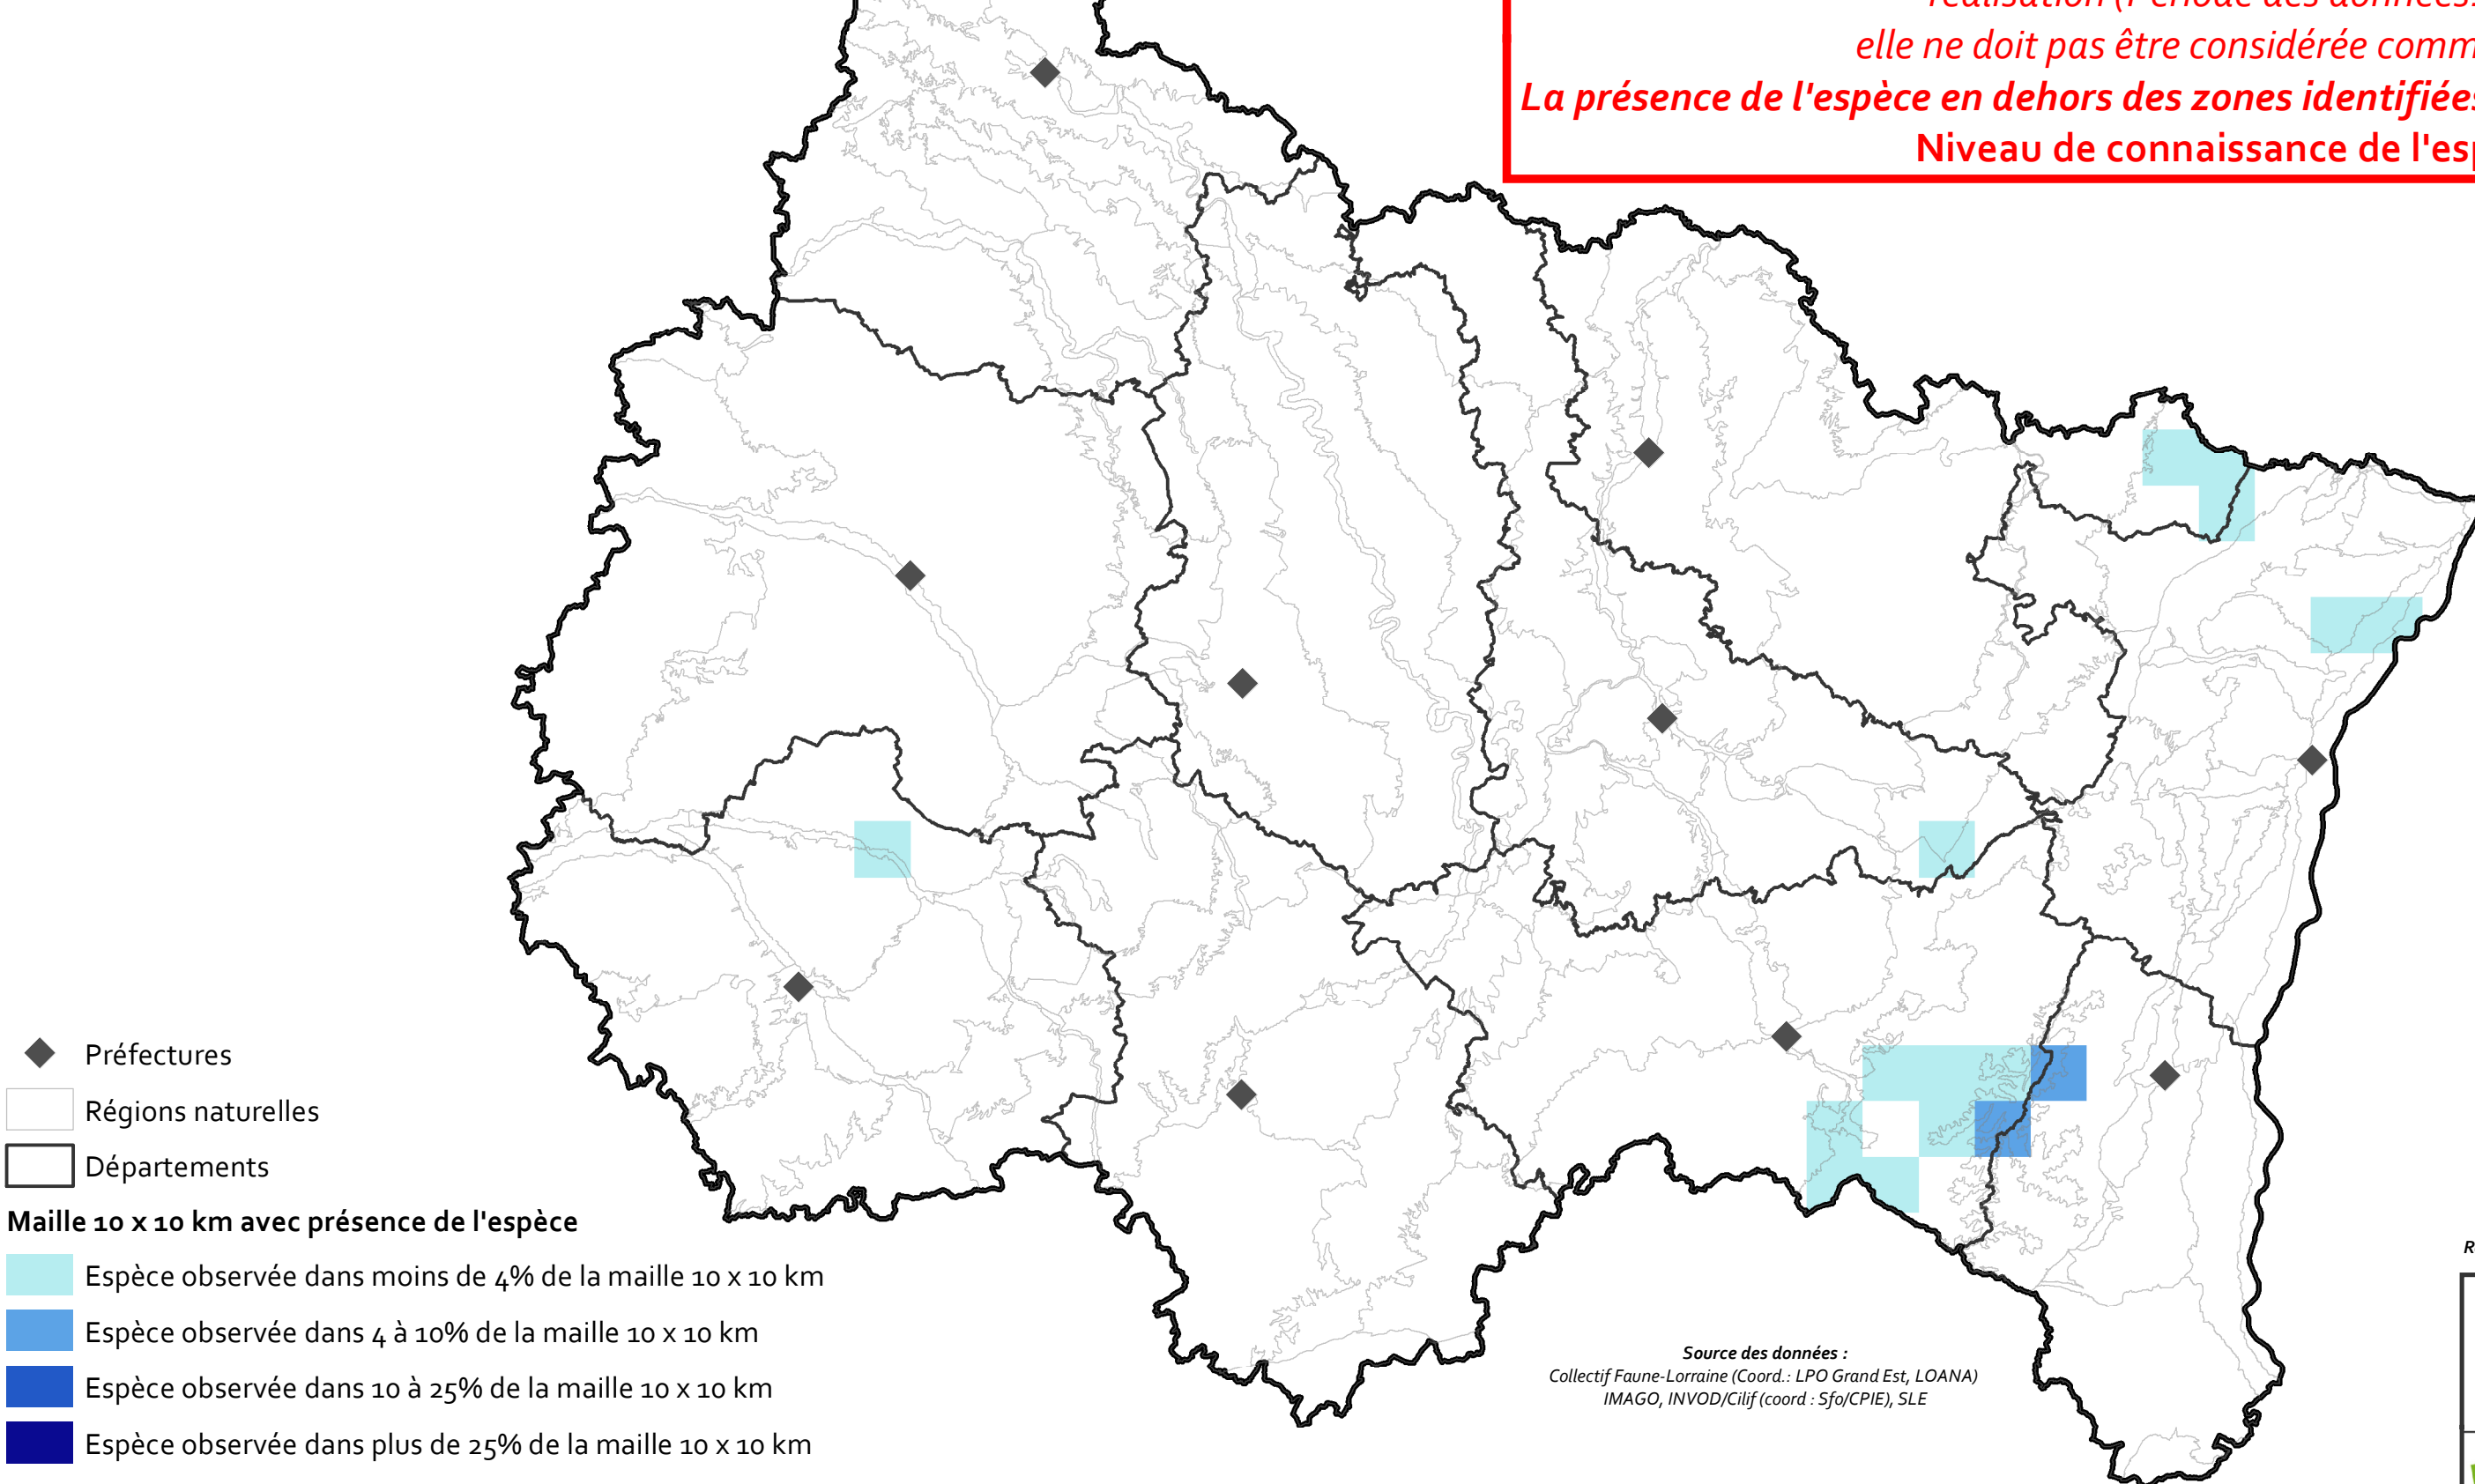 elle ne doit pas être considérée comm
La présence de l'espèce en dehors des zones identifiées
Niveau de connaissance de l'esp
Préfectures
Régions naturelles
Départements
Maille 10 x 10 km avec présence de l'espèce
Espèce observée dans moins de 4% de la maille 10 x 10 km
Espèce observée dans 4 à 10% de la maille 10 x 10 km
Espèce observée dans 10 à 25% de la maille 10 x 10 km
Espèce observée dans plus de 25% de la maille 10 x 10 km
Source des données :
Collectif Faune-Lorraine (Coord.: LPO Grand Est, LOANA)
IMAGO, INVOD/Cilif (coord : Sfo/CPIE), SLE